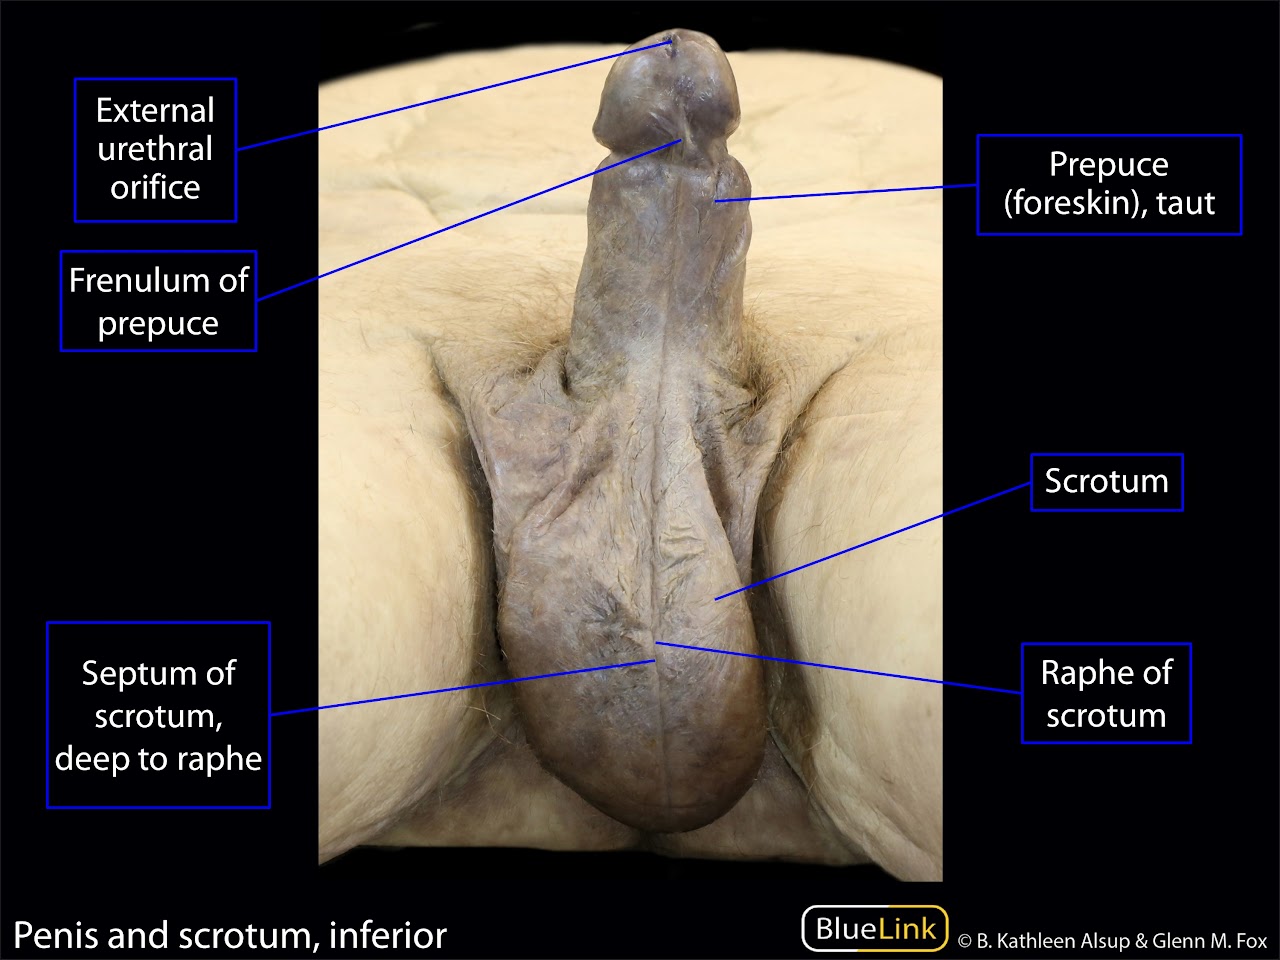 External
urethral
orifice
Prepuce
(foreskin), taut
Frenulum of
prepuce
Scrotum
Septum of
scrotum,
deep to raphe
Raphe of
scrotum
Penis and scrotum, inferior
BlueLink
© B. Kathleen Alsup & Glenn M. Fox